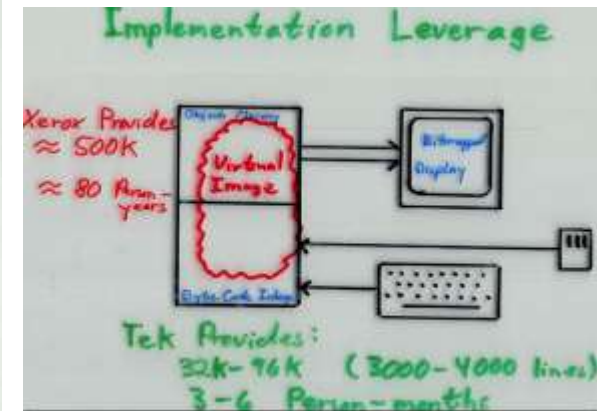 Implementation Leverage
Xerox Provides
≈ 500K
≈ 80 Person-
years
Objects Memory
Virtual
Image
Bitmapped
Display
Byte-Code Interp
Tek Provides:
32K-96K (3000-4000 lines)
3-6 Person-months